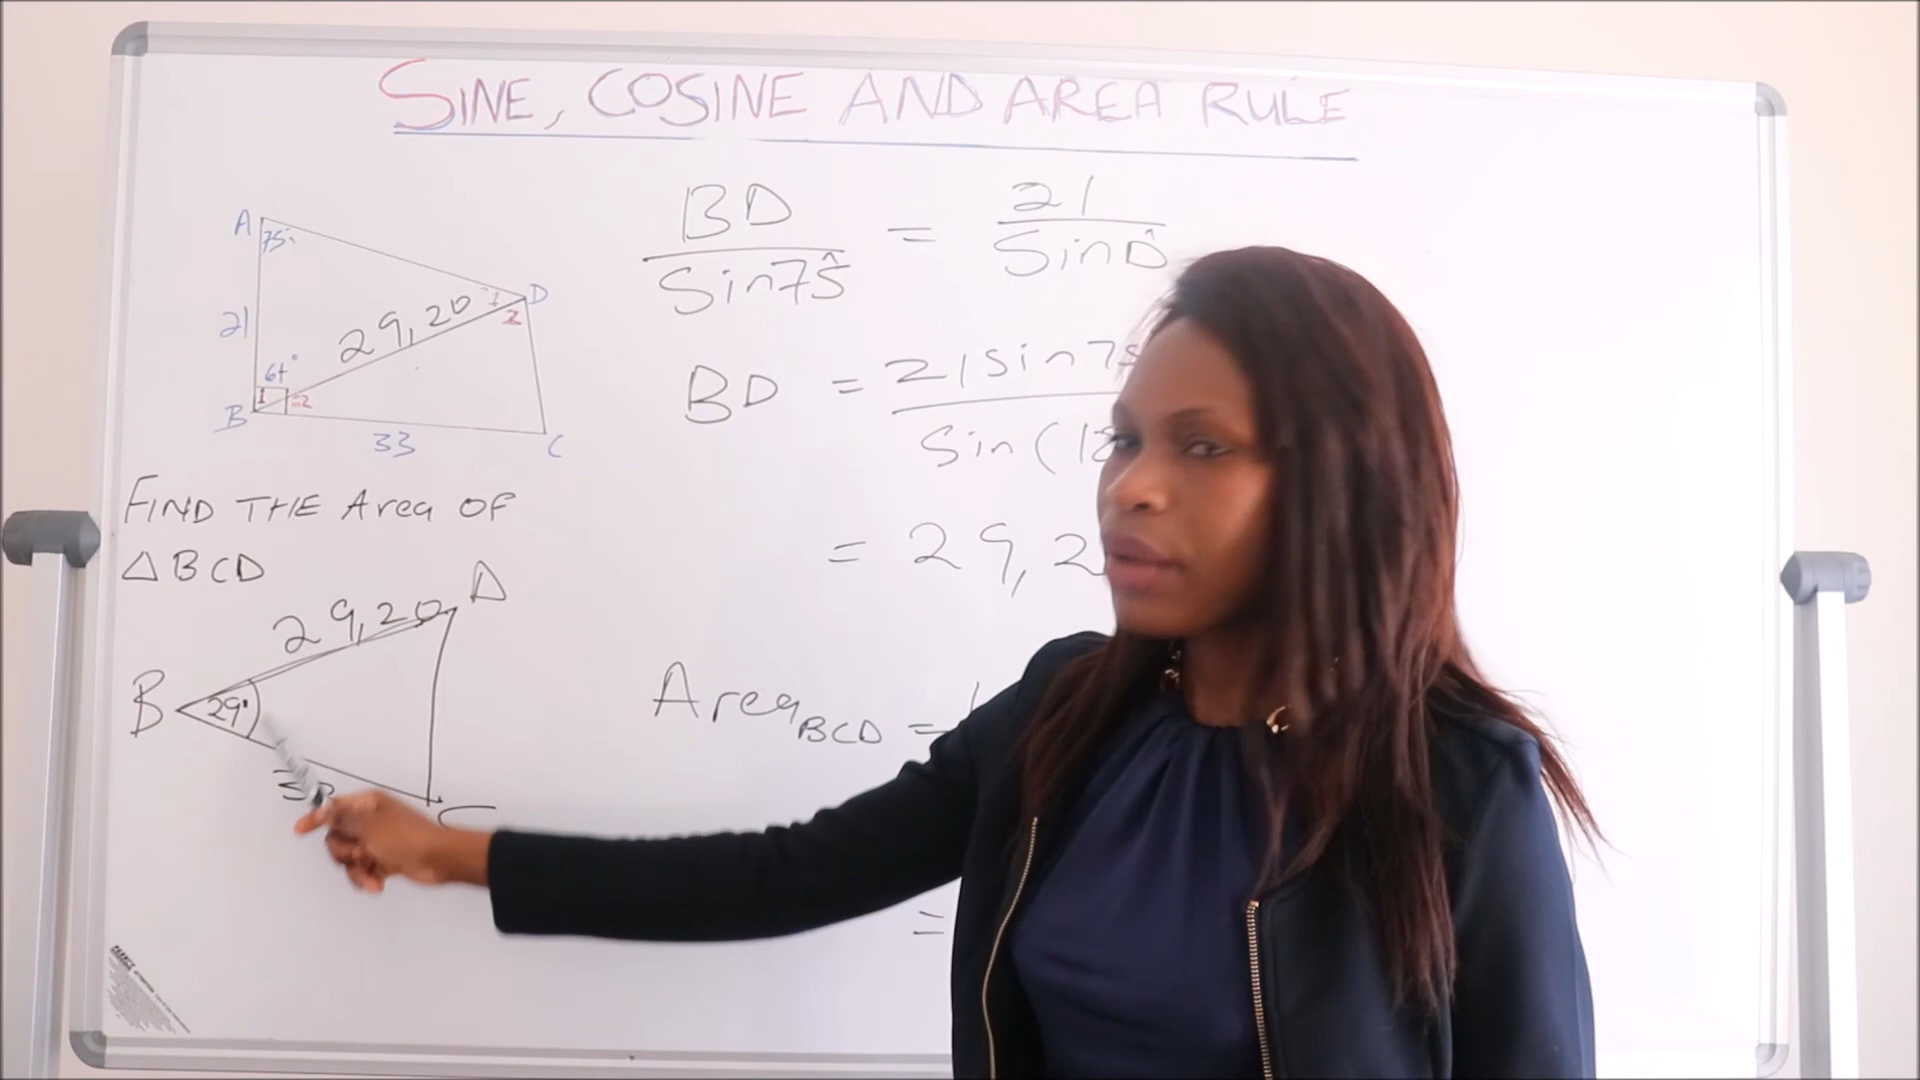 SINE, COSINE AND AREA RULE
A
75°
21
61°
1
2
B
29,20
1
2
D
33
C
FIND THE Area OF
△BCD
29,20
D
B
29°
C
BD = 21
Sin75 SinD̂
BD = 21Sin75
Sin(18
= 29,2
Area BCD =
=